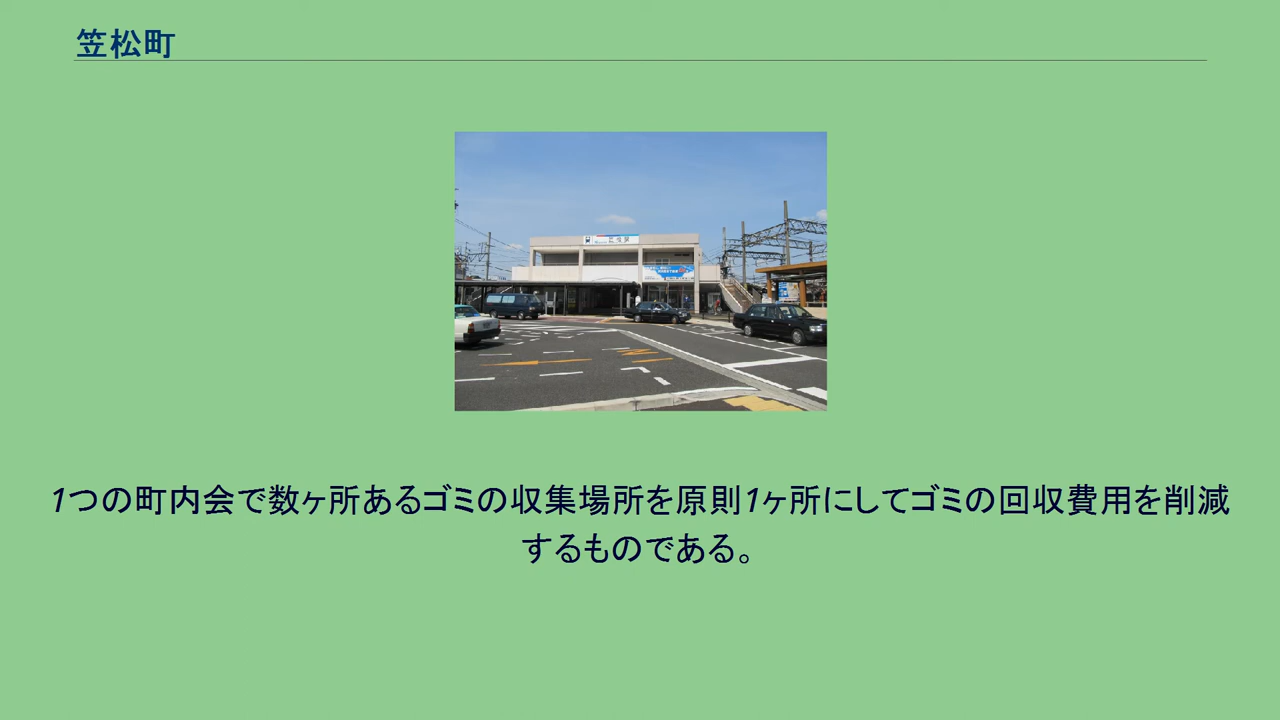 笠松町
1つの町内会で数ヶ所あるゴミの収集場所を原則1ヶ所にしてゴミの回収費用を削減
するものである。